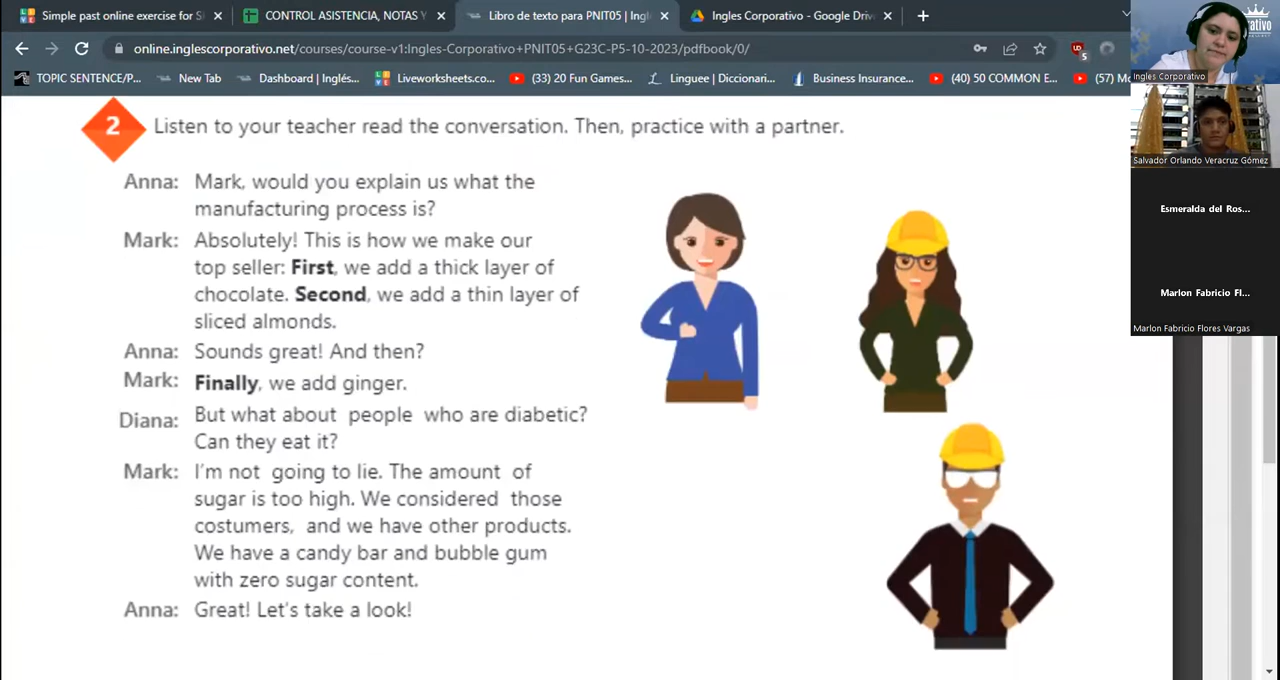 Simple past online exercise for S
CONTROL ASISTENCIA, NOTAS Y
Libro de texto para PNIT05 | Ingl
Ingles Corporativo - Google Driv
online.inglescorporativo.net/courses/course-v1:Ingles-Corporativo+PNIT05+G23C-P5-10-2023/pdfbook/0/
TOPIC SENTENCE/P...
New Tab
Dashboard | Inglés...
Liveworksheets.co...
(33) 20 Fun Games...
Linguee | Diccionari...
Business Insurance...
(40) 50 COMMON E...
(57) Mo
Ingles Corporativo
Salvador Orlando Veracruz Gómez
Esmeralda del Ros...
Marlon Fabricio Fl...
Marlon Fabricio Flores Vargas
2 Listen to your teacher read the conversation. Then, practice with a partner.
Anna: Mark, would you explain us what the
manufacturing process is?
Mark: Absolutely! This is how we make our
top seller: First, we add a thick layer of
chocolate. Second, we add a thin layer of
sliced almonds.
Anna: Sounds great! And then?
Mark: Finally, we add ginger.
Diana: But what about people who are diabetic?
Can they eat it?
Mark: I'm not going to lie. The amount of
sugar is too high. We considered those
costumers, and we have other products.
We have a candy bar and bubble gum
with zero sugar content.
Anna: Great! Let's take a look!